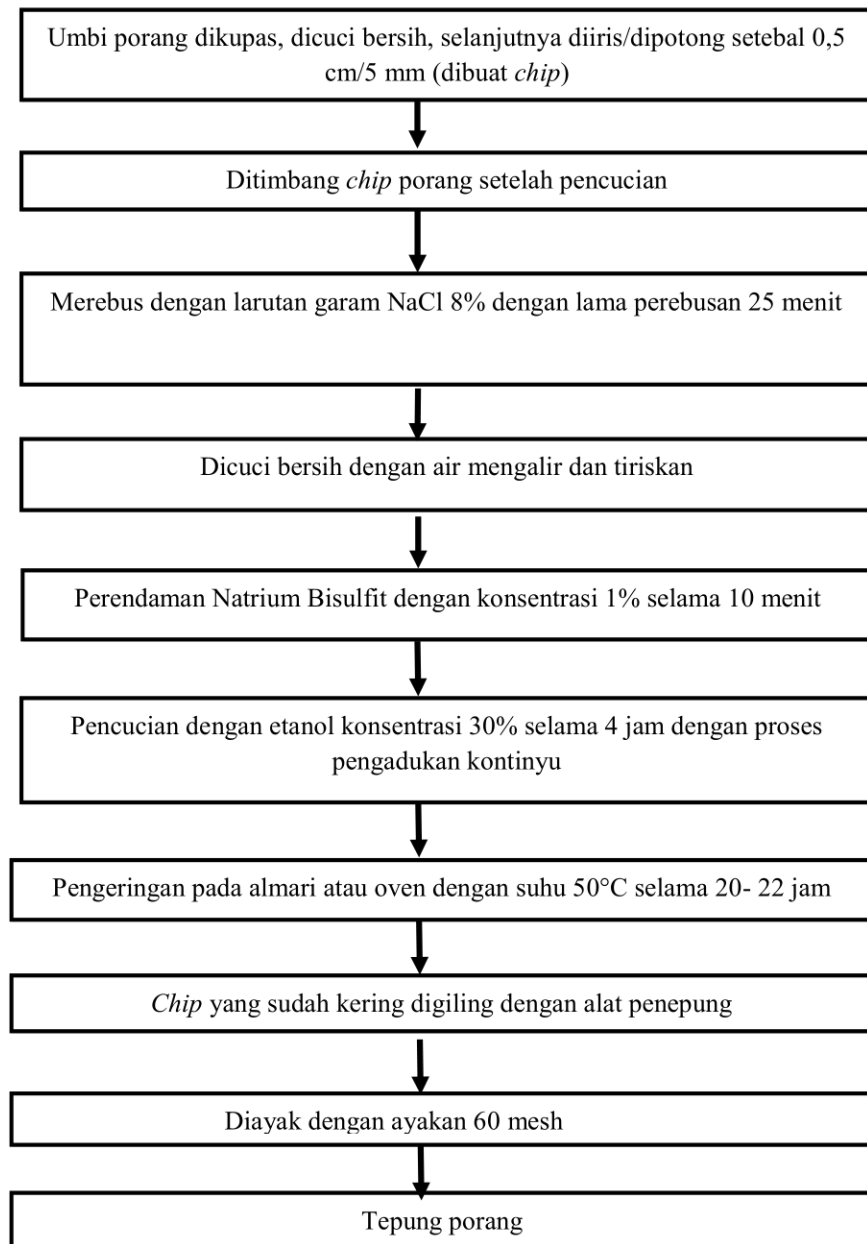 Umbi porang dikupas, dicuci bersih, selanjutnya diiris/dipotong setebal 0,5
cm/5 mm (dibuat chip)
Ditimbang chip porang setelah pencucian
Merebus dengan larutan garam NaCl 8% dengan lama perebusan 25 menit
Dicuci bersih dengan air mengalir dan tiriskan
Perendaman Natrium Bisulfit dengan konsentrasi 1% selama 10 menit
Pencucian dengan etanol konsentrasi 30% selama 4 jam dengan proses
pengadukan kontinyu
Pengeringan pada almari atau oven dengan suhu 50°C selama 20- 22 jam
Chip yang sudah kering digiling dengan alat penepung
Diayak dengan ayakan 60 mesh
Tepung porang